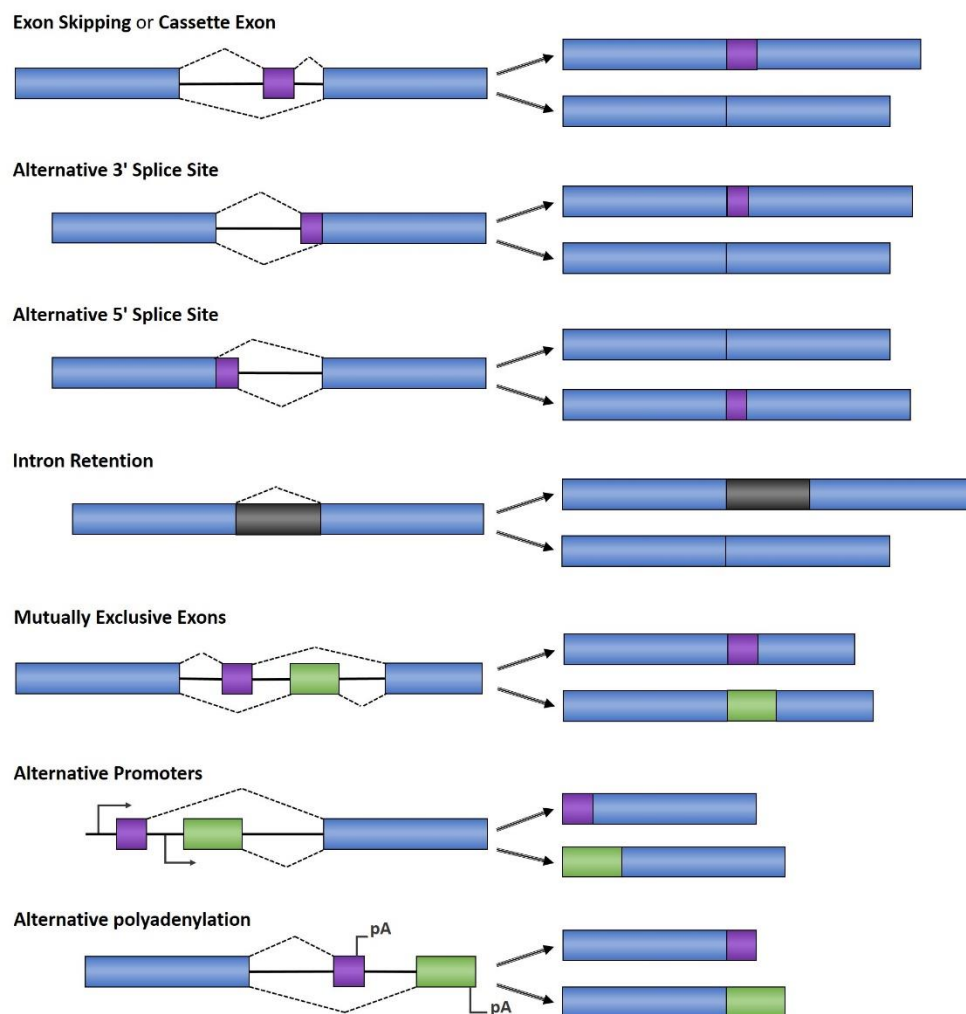 Exon Skipping or Cassette Exon
Alternative 3' Splice Site
Alternative 5' Splice Site
Intron Retention
Mutually Exclusive Exons
Alternative Promoters
Alternative polyadenylation
pA
pA